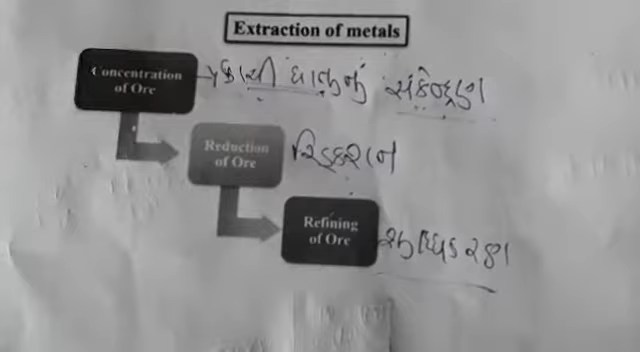 Extraction of metals
Concentration of Ore
કાચી ધાતુનું સંકેન્દ્રણ
Reduction of Ore
રિડક્શન
Refining of Ore
શુદ્ધિકરણ